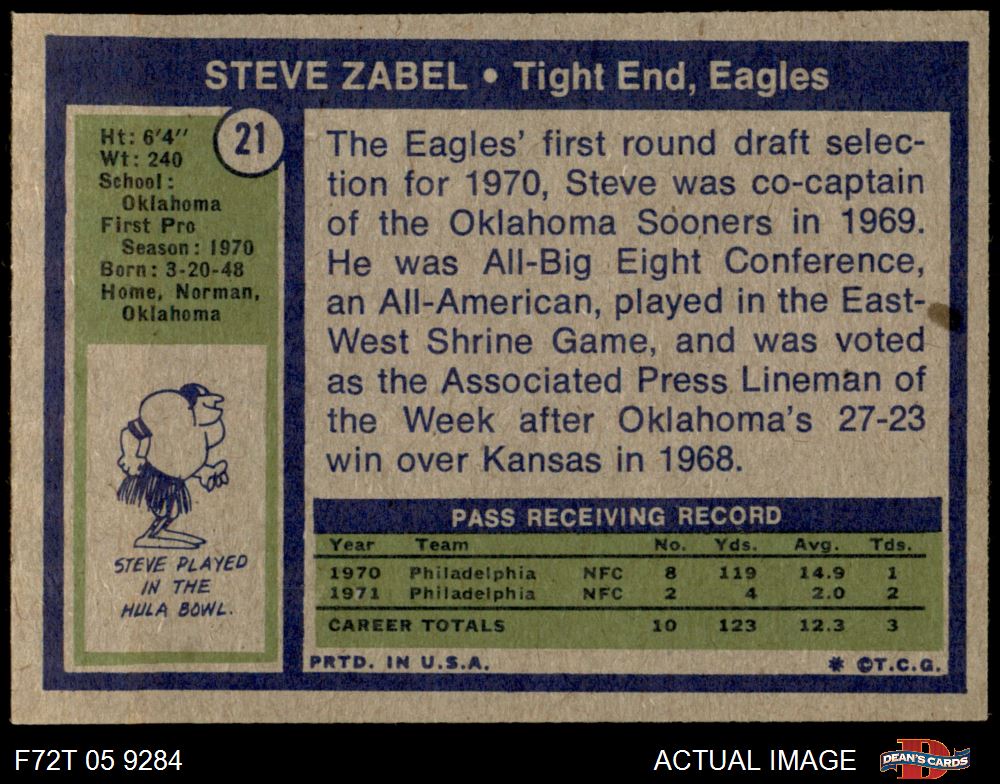 STEVE ZABEL • Tight End, Eagles
21
Ht: 6'4''
Wt: 240
School:
Oklahoma
First Pro
Season: 1970
Born: 3-20-48
Home, Norman,
Oklahoma
STEVE PLAYED
IN THE
HULA BOWL.
The Eagles' first round draft selec-
tion for 1970, Steve was co-captain
of the Oklahoma Sooners in 1969.
He was All-Big Eight Conference,
an All-American, played in the East-
West Shrine Game, and was voted
as the Associated Press Lineman of
the Week after Oklahoma's 27-23
win over Kansas in 1968.
PASS RECEIVING RECORD
Year Team No. Yds. Avg. Tds.
1970 Philadelphia NFC 8 119 14.9 1
1971 Philadelphia NFC 2 4 2.0 2
CAREER TOTALS 10 123 12.3 3
PRTD. IN U.S.A. * ©T.C.G.
F72T 05 9284 ACTUAL IMAGE D DEAN'S CARDS